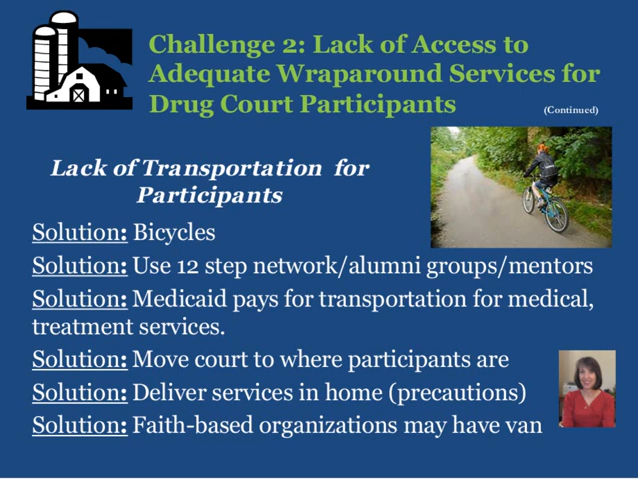 Challenge 2: Lack of Access to
Adequate Wraparound Services for
Drug Court Participants (Continued)
Lack of Transportation for
Participants
Solution: Bicycles
Solution: Use 12 step network/alumni groups/mentors
Solution: Medicaid pays for transportation for medical,
treatment services.
Solution: Move court to where participants are
Solution: Deliver services in home (precautions)
Solution: Faith-based organizations may have van